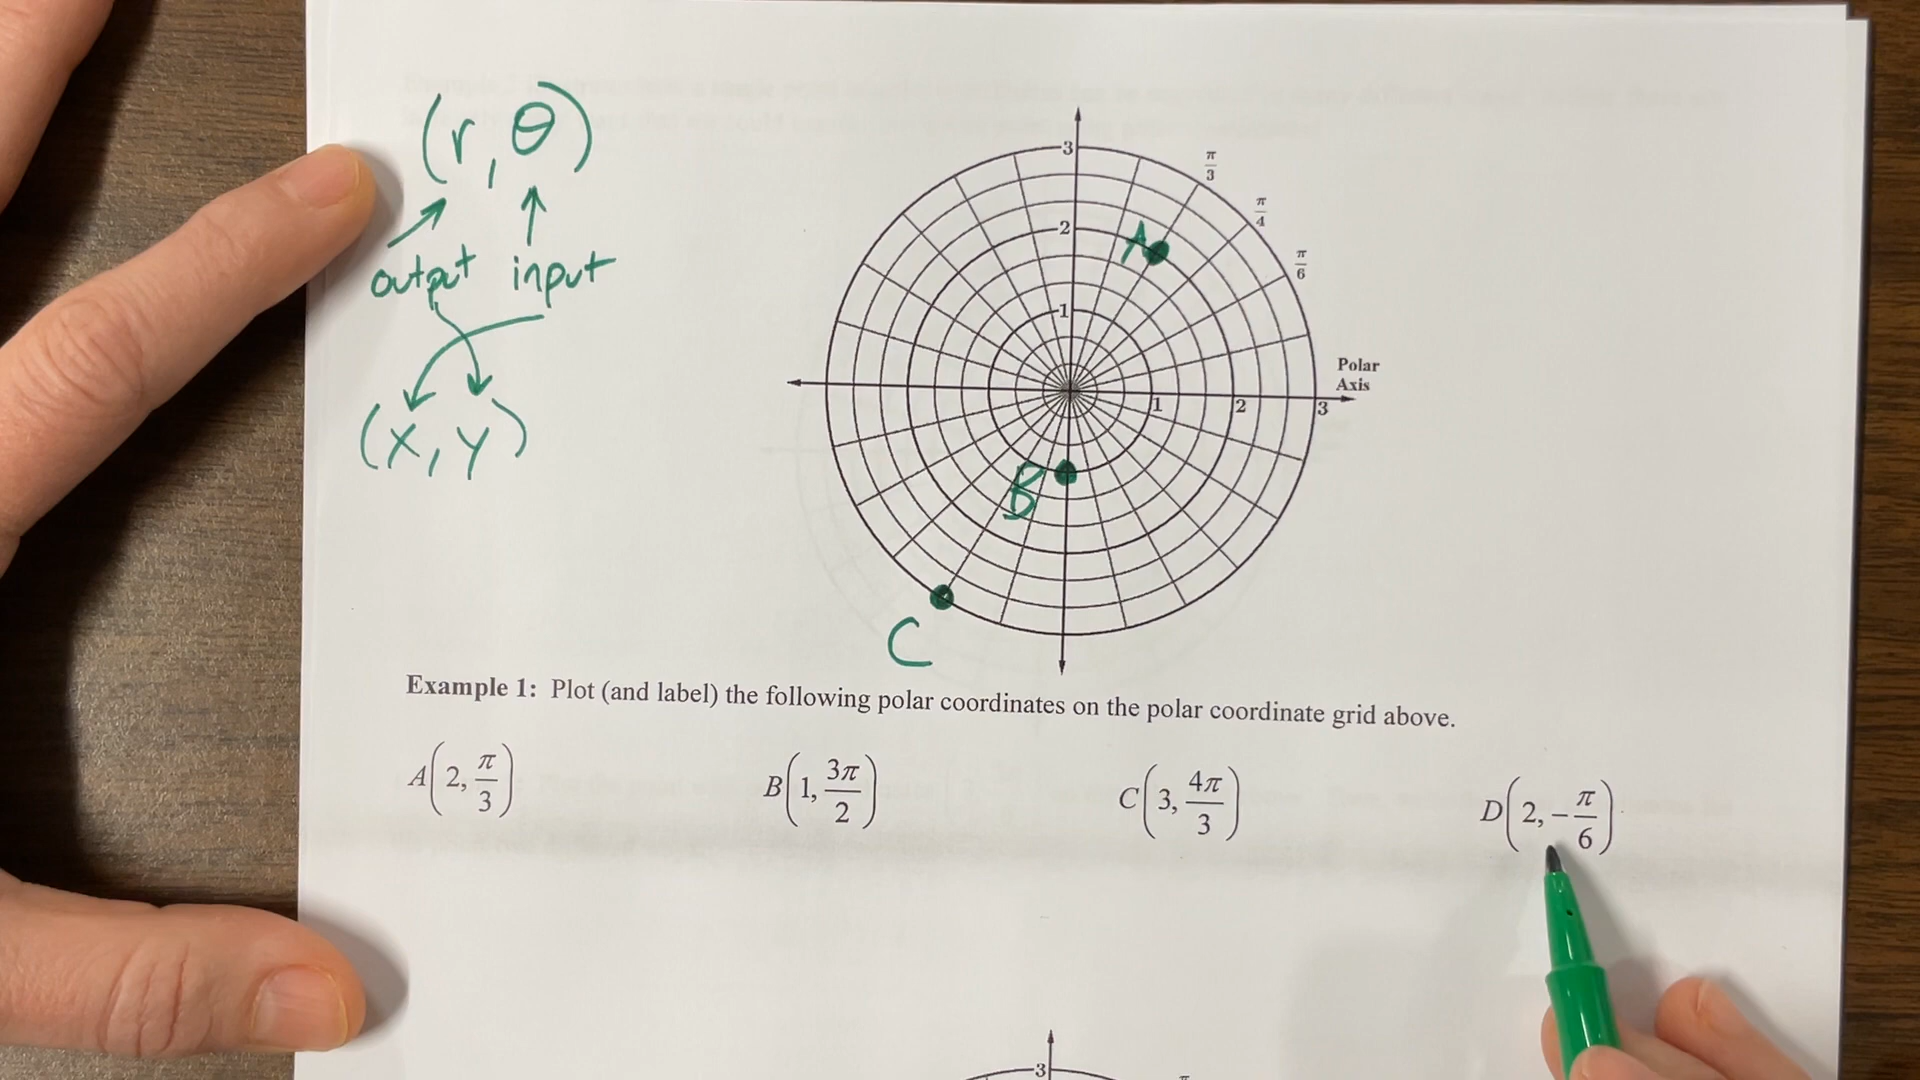 (r, θ)
output input
(x, y)
3
2
1
π/3
π/4
π/6
Polar
Axis
1 2 3
A
B
C
Example 1: Plot (and label) the following polar coordinates on the polar coordinate grid above.
A(2, π/3) B(1, 3π/2) C(3, 4π/3) D(2, -π/6)
3